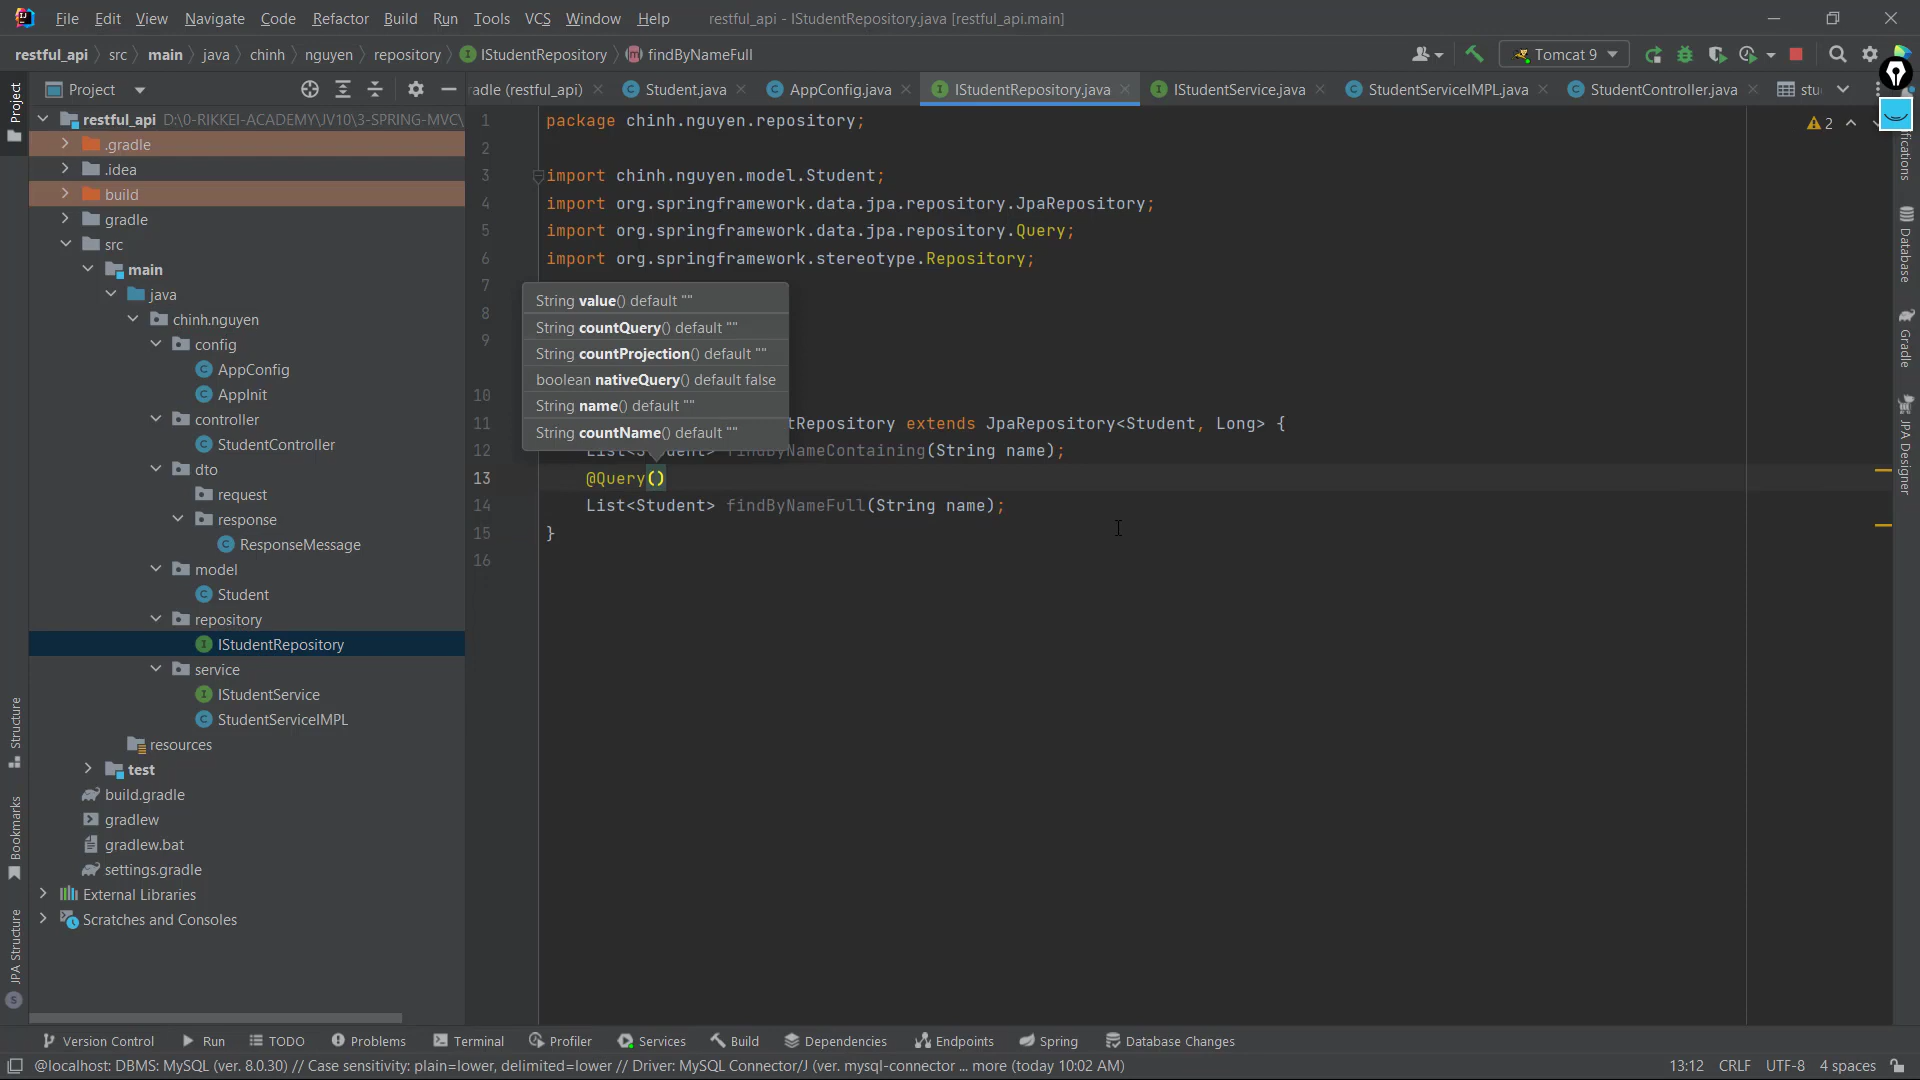 File Edit View Navigate Code Refactor Build Run Tools VCS Window Help restful_api - IStudentRepository.java [restful_api.main]
restful_api src main java chinh nguyen repository IStudentRepository findByNameFull Tomcat 9
Project Project adle (restful_api) Student.java AppConfig.java IStudentRepository.java IStudentService.java StudentServiceIMPL.java StudentController.java stu
restful_api D:\0-RIKKEI-ACADEMY\JV10\3-SPRING-MVC\
.gradle
.idea
build
gradle
src
main
java
chinh.nguyen
config
AppConfig
AppInit
controller
StudentController
dto
request
response
ResponseMessage
model
Student
repository
IStudentRepository
service
IStudentService
StudentServiceIMPL
resources
test
build.gradle
gradlew
gradlew.bat
settings.gradle
External Libraries
Scratches and Consoles
Structure
Bookmarks
JPA Structure
1 package chinh.nguyen.repository;
2
3 import chinh.nguyen.model.Student;
4 import org.springframework.data.jpa.repository.JpaRepository;
5 import org.springframework.data.jpa.repository.Query;
6 import org.springframework.stereotype.Repository;
7
8
9
10
11 tRepository extends JpaRepository<Student, Long> {
12 List<Student> findByNameContaining(String name);
13 @Query()
14 List<Student> findByNameFull(String name);
15 }
16
String value() default ""
String countQuery() default ""
String countProjection() default ""
boolean nativeQuery() default false
String name() default ""
String countName() default ""
2
Database
Gradle
JPA Designer
Version Control Run TODO Problems Terminal Profiler Services Build Dependencies Endpoints Spring Database Changes
@localhost: DBMS: MySQL (ver. 8.0.30) // Case sensitivity: plain=lower, delimited=lower // Driver: MySQL Connector/J (ver. mysql-connector ... more (today 10:02 AM) 13:12 CRLF UTF-8 4 spaces